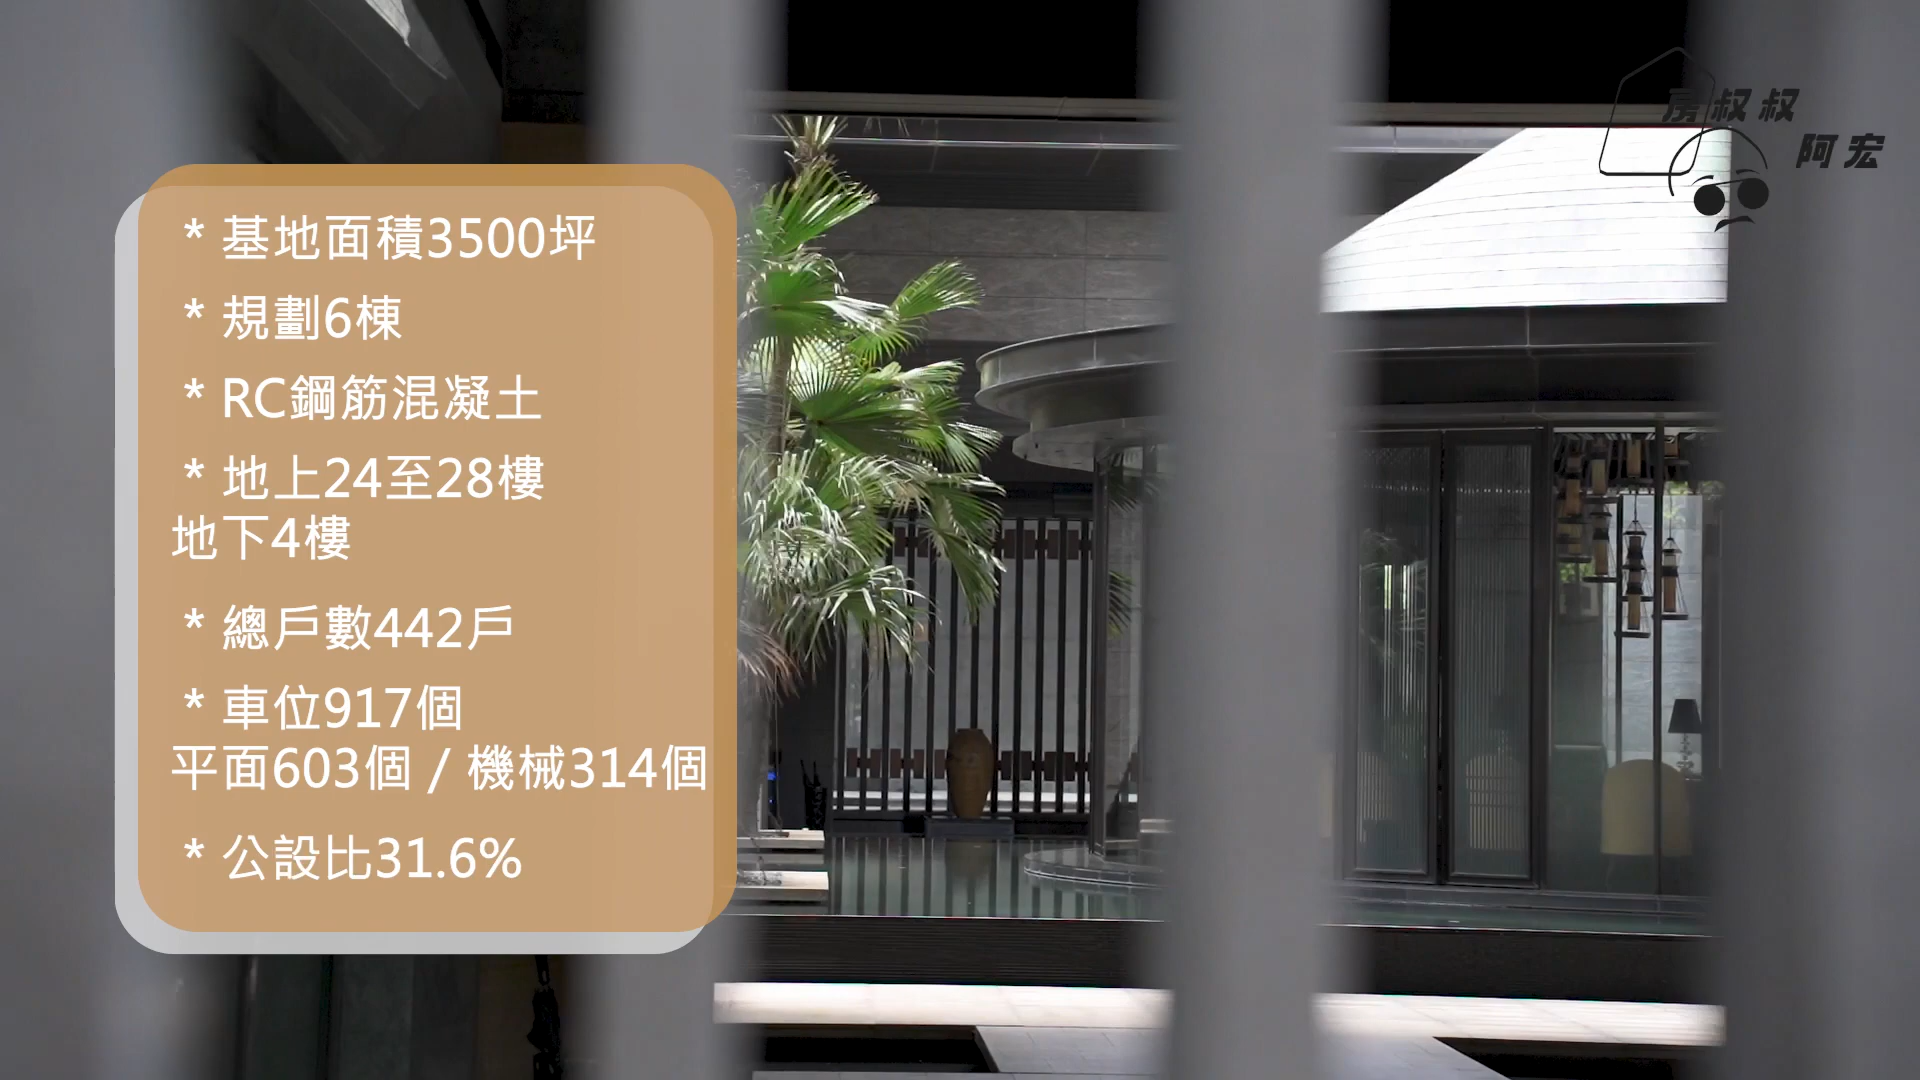 * 基地面積3500坪
* 規劃6棟
* RC鋼筋混凝土
* 地上24至28樓
地下4樓
* 總戶數442戶
* 車位917個
平面603個 / 機械314個
* 公設比31.6%
房叔叔
阿宏